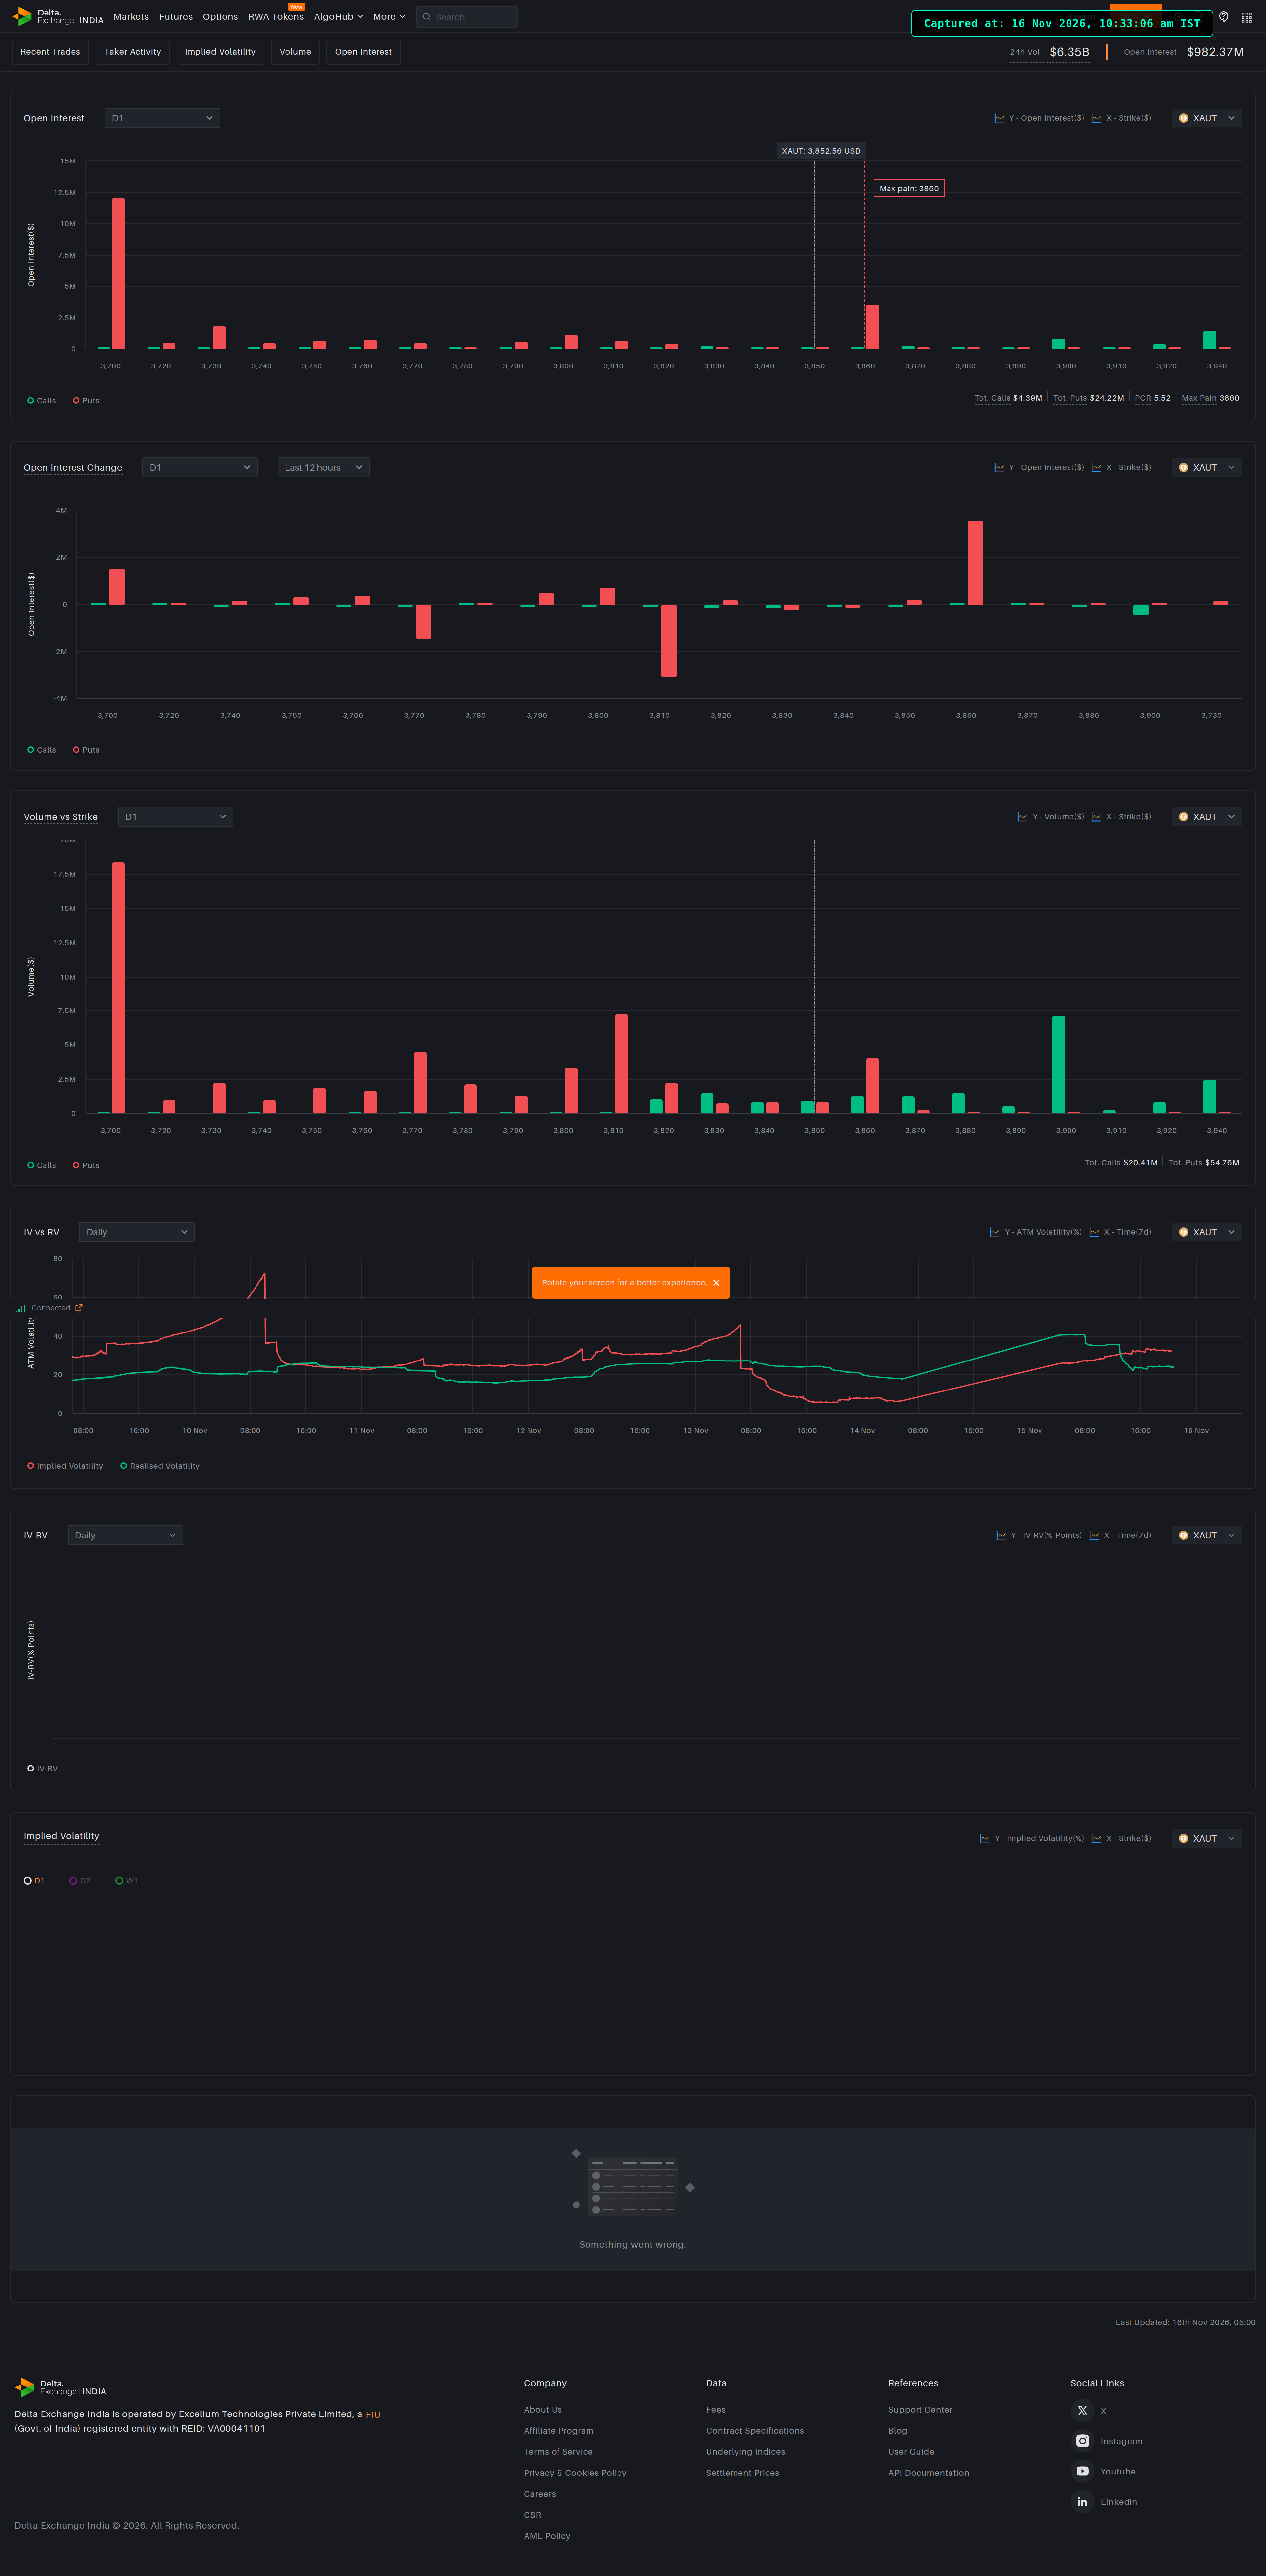 Delta.
Exchange | INDIA
Markets Futures Options RWA Tokens New AlgoHub More Search
Captured at: 16 Nov 2026, 10:33:06 am IST
Recent Trades Taker Activity Implied Volatility Volume Open Interest 24h Vol $6.35B Open Interest $982.37M
Open Interest D1 Y - Open Interest($) X - Strike($) XAUT
XAUT: 3,852.56 USD
Max pain: 3860
15M
12.5M
10M
7.5M
5M
2.5M
0
Open Interest($)
3,700 3,720 3,730 3,740 3,750 3,760 3,770 3,780 3,790 3,800 3,810 3,820 3,830 3,840 3,850 3,860 3,870 3,880 3,890 3,900 3,910 3,920 3,940
Calls Puts Tot. Calls $4.39M Tot. Puts $24.22M PCR 5.52 Max Pain 3860
Open Interest Change D1 Last 12 hours Y - Open Interest($) X - Strike($) XAUT
4M
2M
0
-2M
-4M
Open Interest($)
3,700 3,720 3,740 3,750 3,760 3,770 3,780 3,790 3,800 3,810 3,820 3,830 3,840 3,850 3,860 3,870 3,880 3,900 3,730
Calls Puts
Volume vs Strike D1 Y - Volume($) X - Strike($) XAUT
20M
17.5M
15M
12.5M
10M
7.5M
5M
2.5M
0
Volume($)
3,700 3,720 3,730 3,740 3,750 3,760 3,770 3,780 3,790 3,800 3,810 3,820 3,830 3,840 3,850 3,860 3,870 3,880 3,890 3,900 3,910 3,920 3,940
Calls Puts Tot. Calls $20.41M Tot. Puts $54.76M
IV vs RV Daily Y - ATM Volatility(%) X - Time(7d) XAUT
80
Rotate your screen for a better experience.
60
Connected
ATM Volatilit
40
20
0
08:00 16:00 10 Nov 08:00 16:00 11 Nov 08:00 16:00 12 Nov 08:00 16:00 13 Nov 08:00 16:00 14 Nov 08:00 16:00 15 Nov 08:00 16:00 16 Nov
Implied Volatility Realised Volatility
IV-RV Daily Y - IV-RV(% Points) X - Time(7d) XAUT
IV-RV(% Points)
IV-RV
Implied Volatility Y - Implied Volatility(%) X - Strike($) XAUT
D1 D2 W1
Something went wrong.
Last Updated: 16th Nov 2026, 05:00
Delta.
Exchange | INDIA
Delta Exchange India is operated by Excelium Technologies Private Limited, a FIU
(Govt. of India) registered entity with REID: VA00041101
Delta Exchange India © 2026. All Rights Reserved.
Company
About Us
Affiliate Program
Terms of Service
Privacy & Cookies Policy
Careers
CSR
AML Policy
Data
Fees
Contract Specifications
Underlying Indices
Settlement Prices
References
Support Center
Blog
User Guide
API Documentation
Social Links
X
Instagram
Youtube
Linkedin